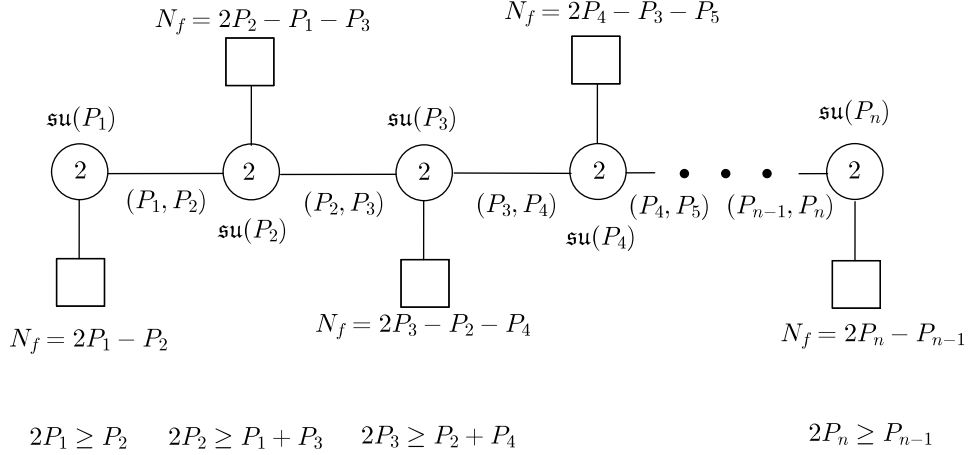 N_f = 2P_2 − P_1 − P_3
N_f = 2P_4 − P_3 − P_5
𝔰𝔲(P_1)
𝔰𝔲(P_3)
𝔰𝔲(P_n)
2
2
2
2
2
(P_1, P_2)
(P_2, P_3)
(P_3, P_4)
(P_4, P_5)
(P_{n−1}, P_n)
𝔰𝔲(P_2)
𝔰𝔲(P_4)
N_f = 2P_1 − P_2
N_f = 2P_3 − P_2 − P_4
N_f = 2P_n − P_{n−1}
2P_1 ≥ P_2
2P_2 ≥ P_1 + P_3
2P_3 ≥ P_2 + P_4
2P_n ≥ P_{n−1}